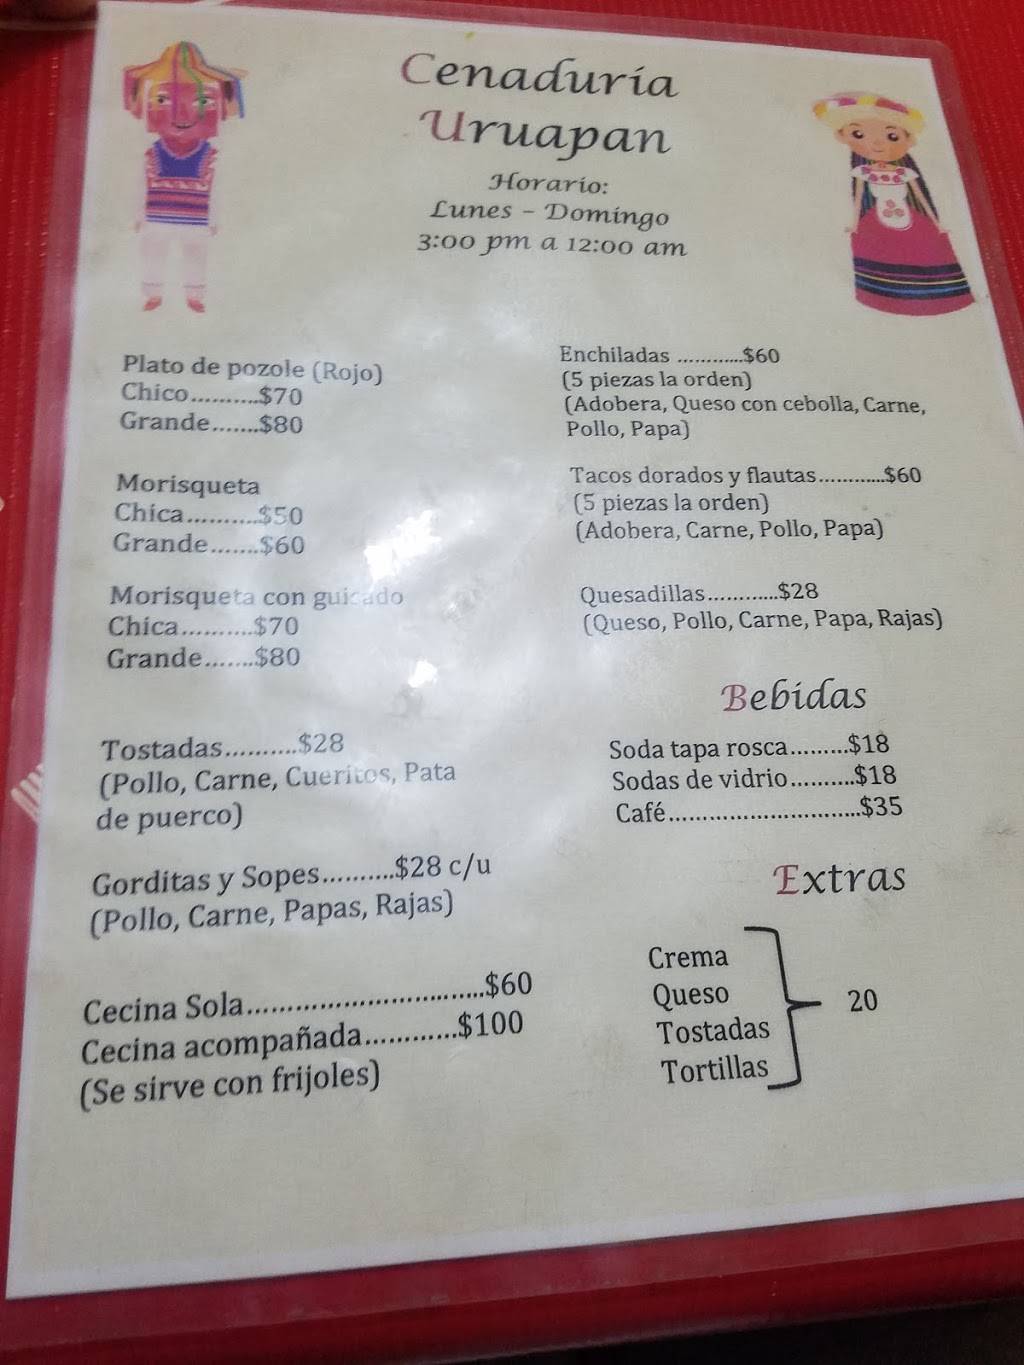 Cenaduría
Uruapan
Horario:
Lunes – Domingo
3:00 pm a 12:00 am
Plato de pozole (Rojo)
Chico..........$70
Grande.......$80
Morisqueta
Chica..........$50
Grande.......$60
Morisqueta con guisado
Chica..........$70
Grande.......$80
Tostadas..........$28
(Pollo, Carne, Cueritos, Pata
de puerco)
Gorditas y Sopes..........$28 c/u
(Pollo, Carne, Papas, Rajas)
Cecina Sola................................$60
Cecina acompañada............$100
(Se sirve con frijoles)
Enchiladas ............$60
(5 piezas la orden)
(Adobera, Queso con cebolla, Carne,
Pollo, Papa)
Tacos dorados y flautas............$60
(5 piezas la orden)
(Adobera, Carne, Pollo, Papa)
Quesadillas............$28
(Queso, Pollo, Carne, Papa, Rajas)
Bebidas
Soda tapa rosca.........$18
Sodas de vidrio..........$18
Café.............................$35
Extras
Crema
Queso
Tostadas
Tortillas
20